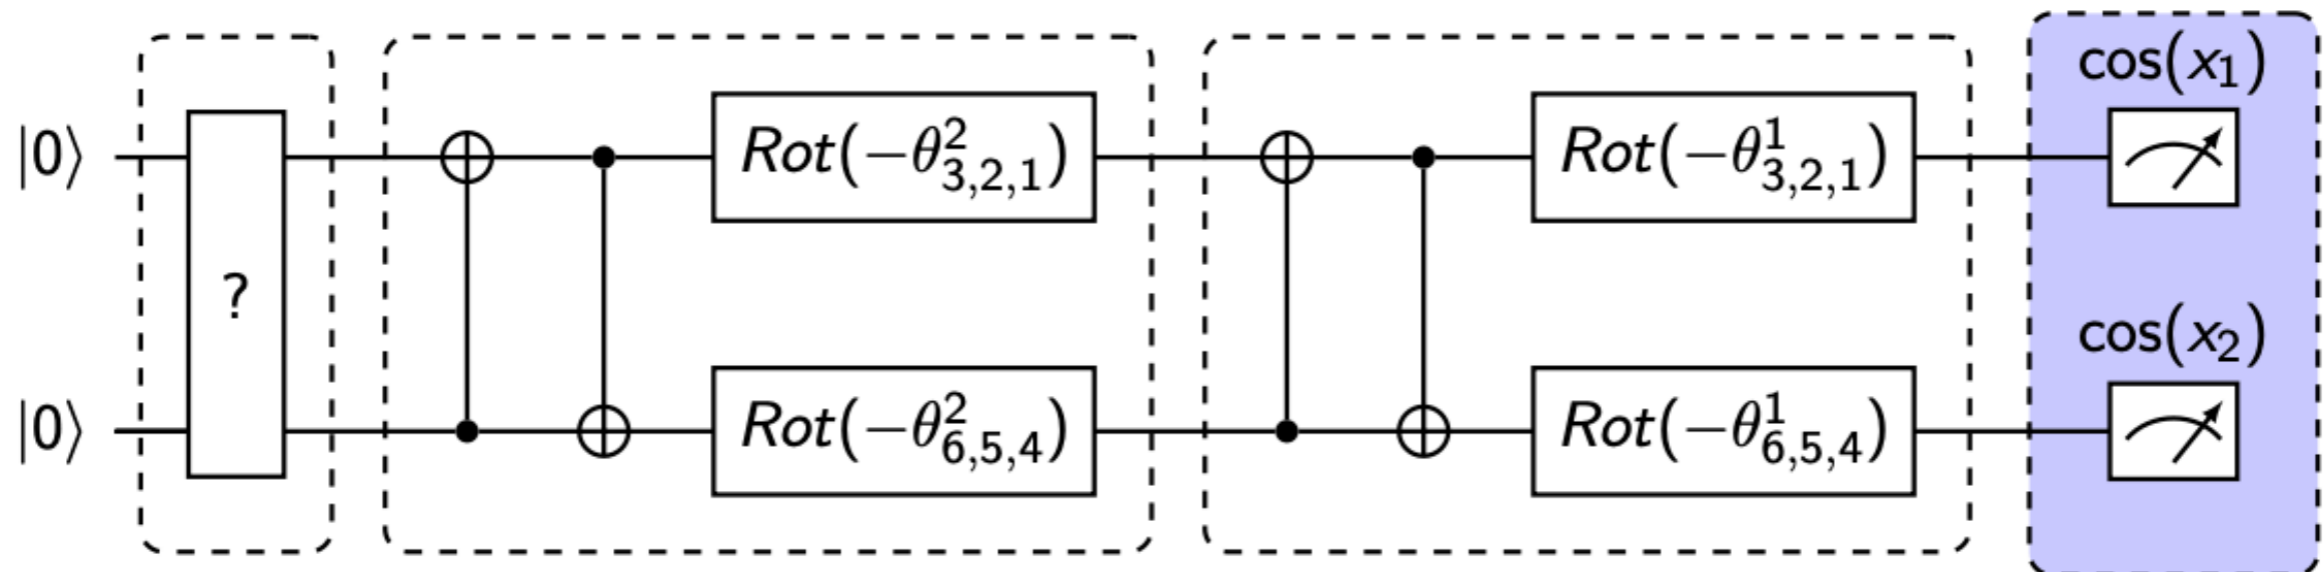 cos(x₁)
|0⟩ Rot(−θ²₃,₂,₁) Rot(−θ¹₃,₂,₁)
?
cos(x₂)
|0⟩ Rot(−θ²₆,₅,₄) Rot(−θ¹₆,₅,₄)